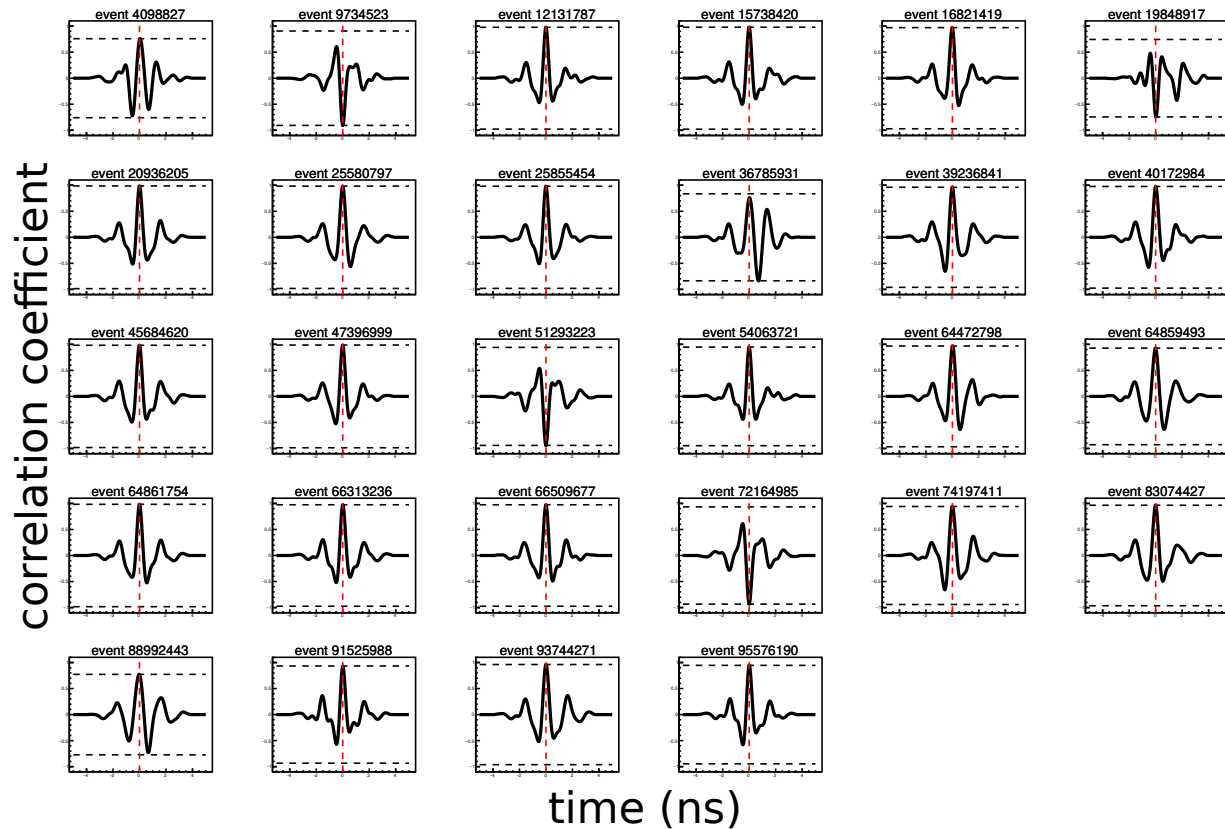 event 4098827
event 9734523
event 12131787
event 15738420
event 16821419
event 19848917
event 20936205
event 25580797
event 25855454
event 36785931
event 39236841
event 40172984
event 45684620
event 47396999
event 51293223
event 54063721
event 64472798
event 64859493
event 64861754
event 66313236
event 66509677
event 72164985
event 74197411
event 83074427
event 88992443
event 91525988
event 93744271
event 95576190
correlation coefficient
time (ns)